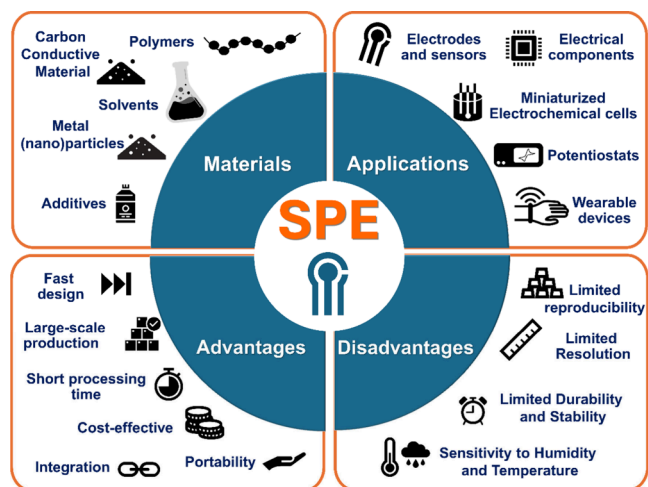 Carbon
Conductive
Material
Polymers
Solvents
Metal
(nano)particles
Additives
Materials
Electrodes
and sensors
Electrical
components
Miniaturized
Electrochemical cells
Potentiostats
Wearable
devices
Applications
SPE
Fast
design
Large-scale
production
Short processing
time
Cost-effective
Integration
Portability
Advantages
Disadvantages
Limited
reproducibility
Limited
Resolution
Limited Durability
and Stability
Sensitivity to Humidity
and Temperature